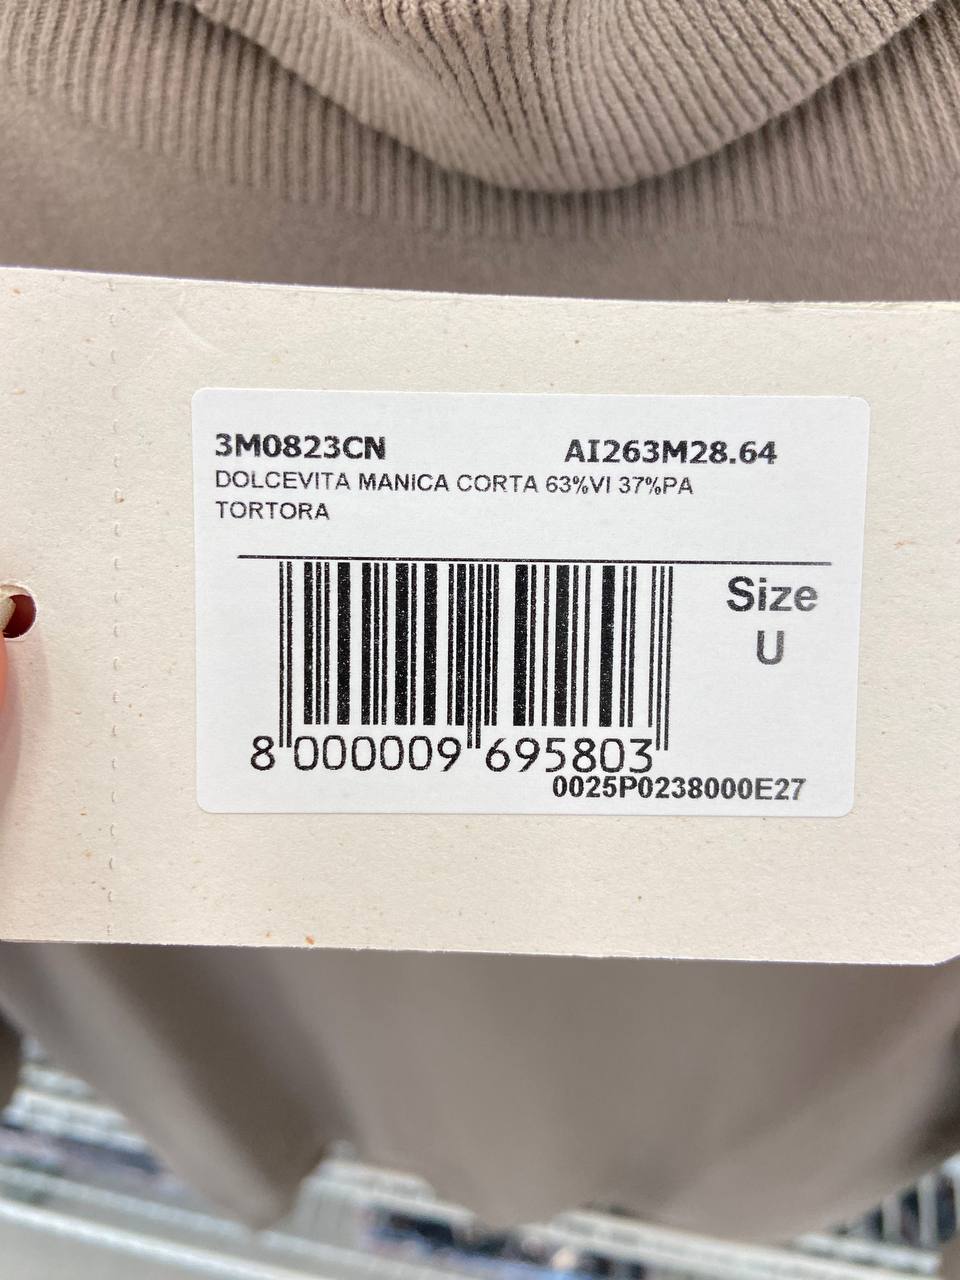 3M0823CN AI263M28.64
DOLCEVITA MANICA CORTA 63%VI 37%PA
TORTORA
Size
U
8 000009 695803
0025P0238000E27